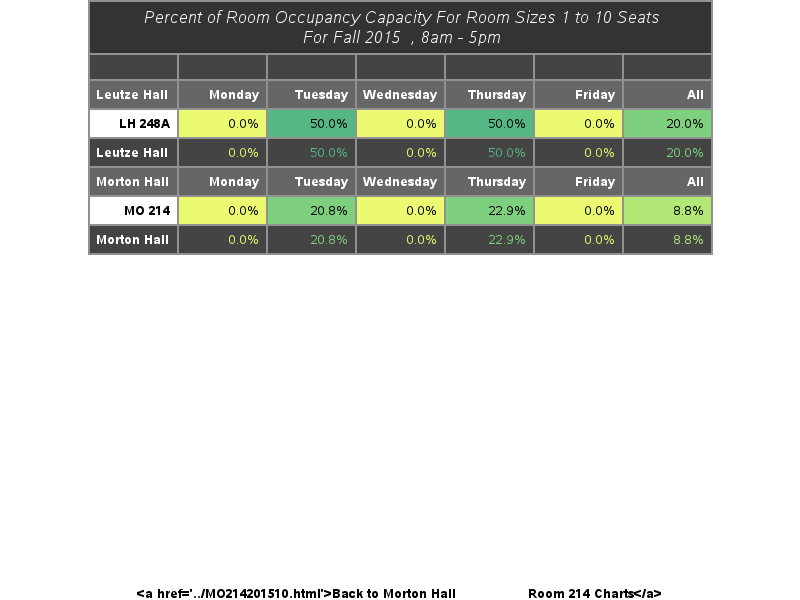 Percent of Room Occupancy Capacity For Room Sizes 1 to 10 Seats
For Fall 2015 , 8am - 5pm
Leutze Hall Monday Tuesday Wednesday Thursday Friday All
LH 248A 0.0% 50.0% 0.0% 50.0% 0.0% 20.0%
Leutze Hall 0.0% 50.0% 0.0% 50.0% 0.0% 20.0%
Morton Hall Monday Tuesday Wednesday Thursday Friday All
MO 214 0.0% 20.8% 0.0% 22.9% 0.0% 8.8%
Morton Hall 0.0% 20.8% 0.0% 22.9% 0.0% 8.8%
<a href='../MO214201510.html'>Back to Morton Hall Room 214 Charts</a>